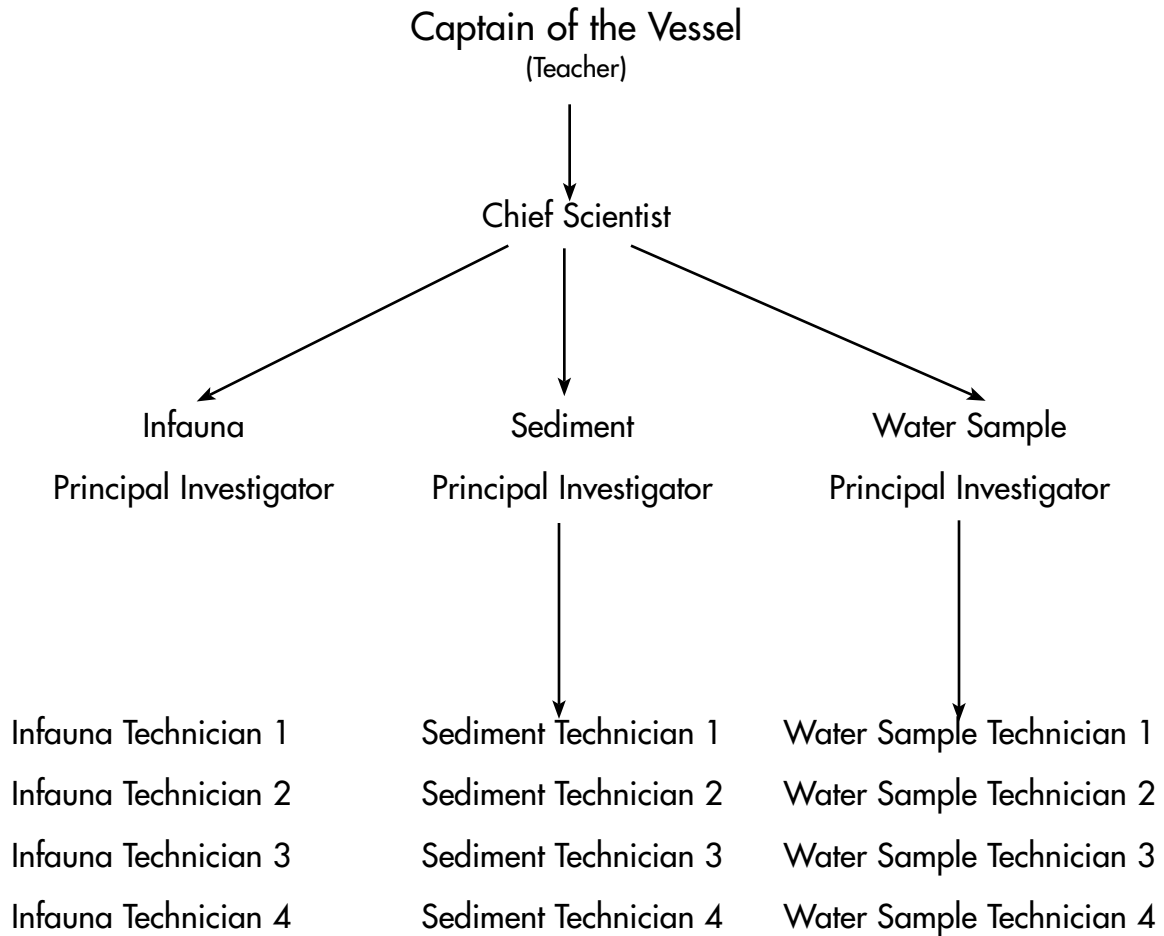 Captain of the Vessel
(Teacher)
Chief Scientist
Infauna
Principal Investigator
Sediment
Principal Investigator
Water Sample
Principal Investigator
Infauna Technician 1
Infauna Technician 2
Infauna Technician 3
Infauna Technician 4
Sediment Technician 1
Sediment Technician 2
Sediment Technician 3
Sediment Technician 4
Water Sample Technician 1
Water Sample Technician 2
Water Sample Technician 3
Water Sample Technician 4